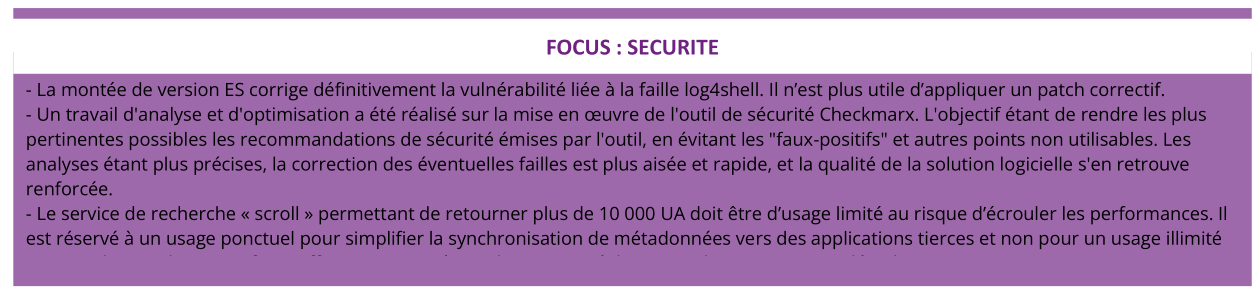 FOCUS : SECURITE
- La montée de version ES corrige définitivement la vulnérabilité liée à la faille log4shell. Il n’est plus utile d’appliquer un patch correctif.
- Un travail d'analyse et d'optimisation a été réalisé sur la mise en œuvre de l'outil de sécurité Checkmarx. L'objectif étant de rendre les plus
pertinentes possibles les recommandations de sécurité émises par l'outil, en évitant les "faux-positifs" et autres points non utilisables. Les
analyses étant plus précises, la correction des éventuelles failles est plus aisée et rapide, et la qualité de la solution logicielle s'en retrouve
renforcée.
- Le service de recherche « scroll » permettant de retourner plus de 10 000 UA doit être d’usage limité au risque d’écrouler les performances. Il
est réservé à un usage ponctuel pour simplifier la synchronisation de métadonnées vers des applications tierces et non pour un usage illimité